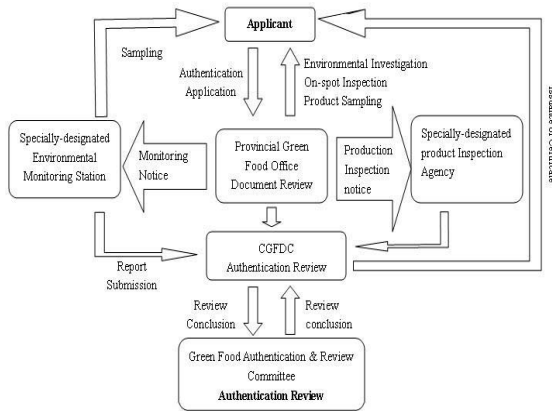 Applicant
Sampling
Authentication
Application
Environmental Investigation
On-spot Inspection
Product Sampling
Specially-designated
Environmental
Monitoring Station
Monitoring
Notice
Provincial Green
Food Office
Document Review
Production
Inspection
notice
Specially-designated
product Inspection
Agency
Report
Submission
CGFDC
Authentication Review
Review
Conclusion
Review
conclusion
Green Food Authentication & Review
Committee
Authentication Review